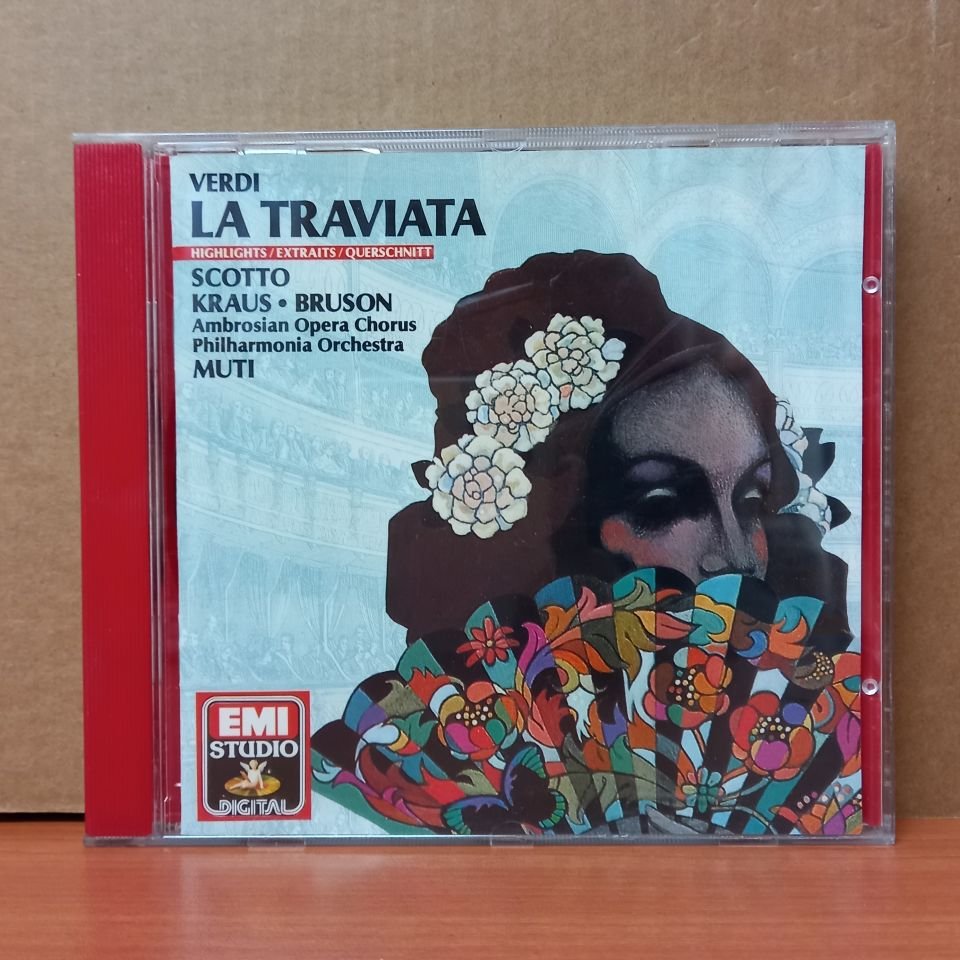 VERDI
LA TRAVIATA
HIGHLIGHTS/EXTRAITS/QUERSCHNITT
SCOTTO
KRAUS • BRUSON
Ambrosian Opera Chorus
Philharmonia Orchestra
MUTI
EMI
STUDIO
DIGITAL